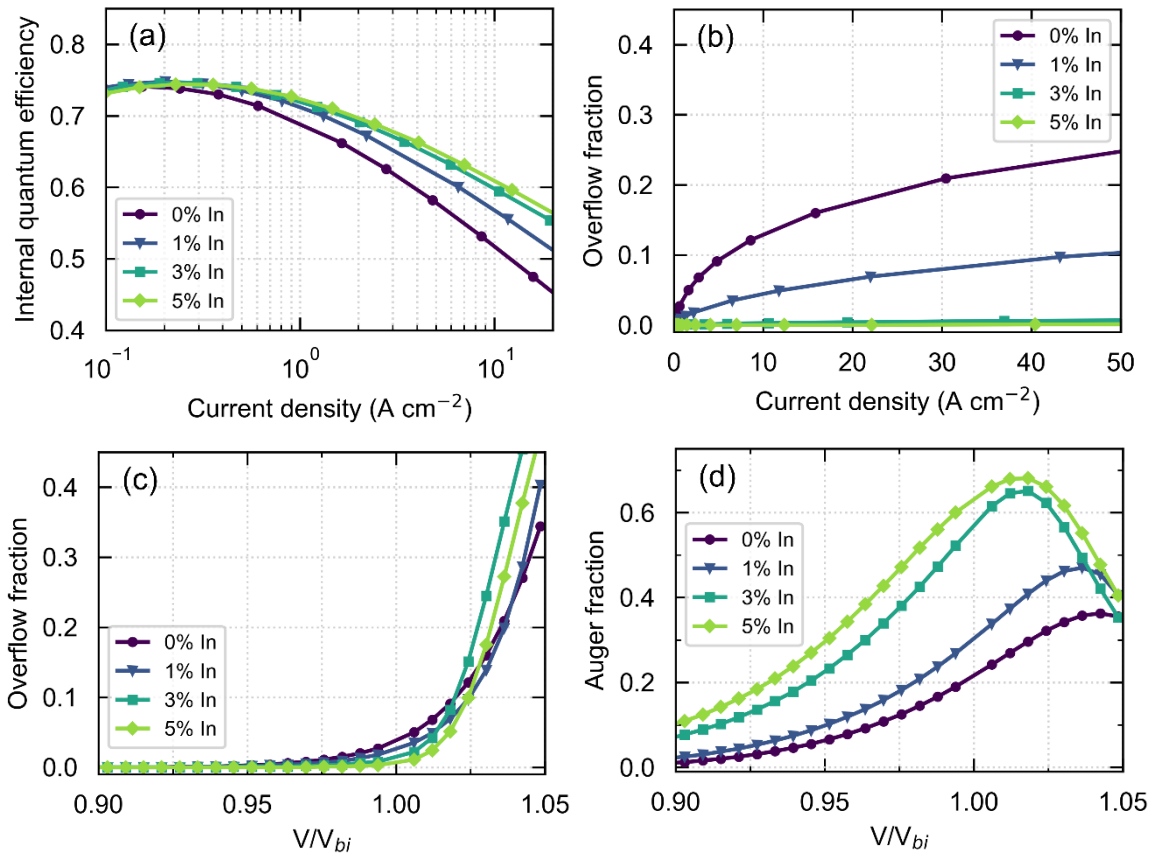 (a)
Internal quantum efficiency
0.8
0.7
0.6
0.5
0.4
0% In
1% In
3% In
5% In
10⁻¹ 10⁰ 10¹
Current density (A cm⁻²)
(b)
Overflow fraction
0.4
0.3
0.2
0.1
0.0
0% In
1% In
3% In
5% In
0 10 20 30 40 50
Current density (A cm⁻²)
(c)
Overflow fraction
0.4
0.3
0.2
0.1
0.0
0% In
1% In
3% In
5% In
0.90 0.95 1.00 1.05
V/V_bi
(d)
Auger fraction
0.6
0.4
0.2
0.0
0% In
1% In
3% In
5% In
0.90 0.95 1.00 1.05
V/V_bi